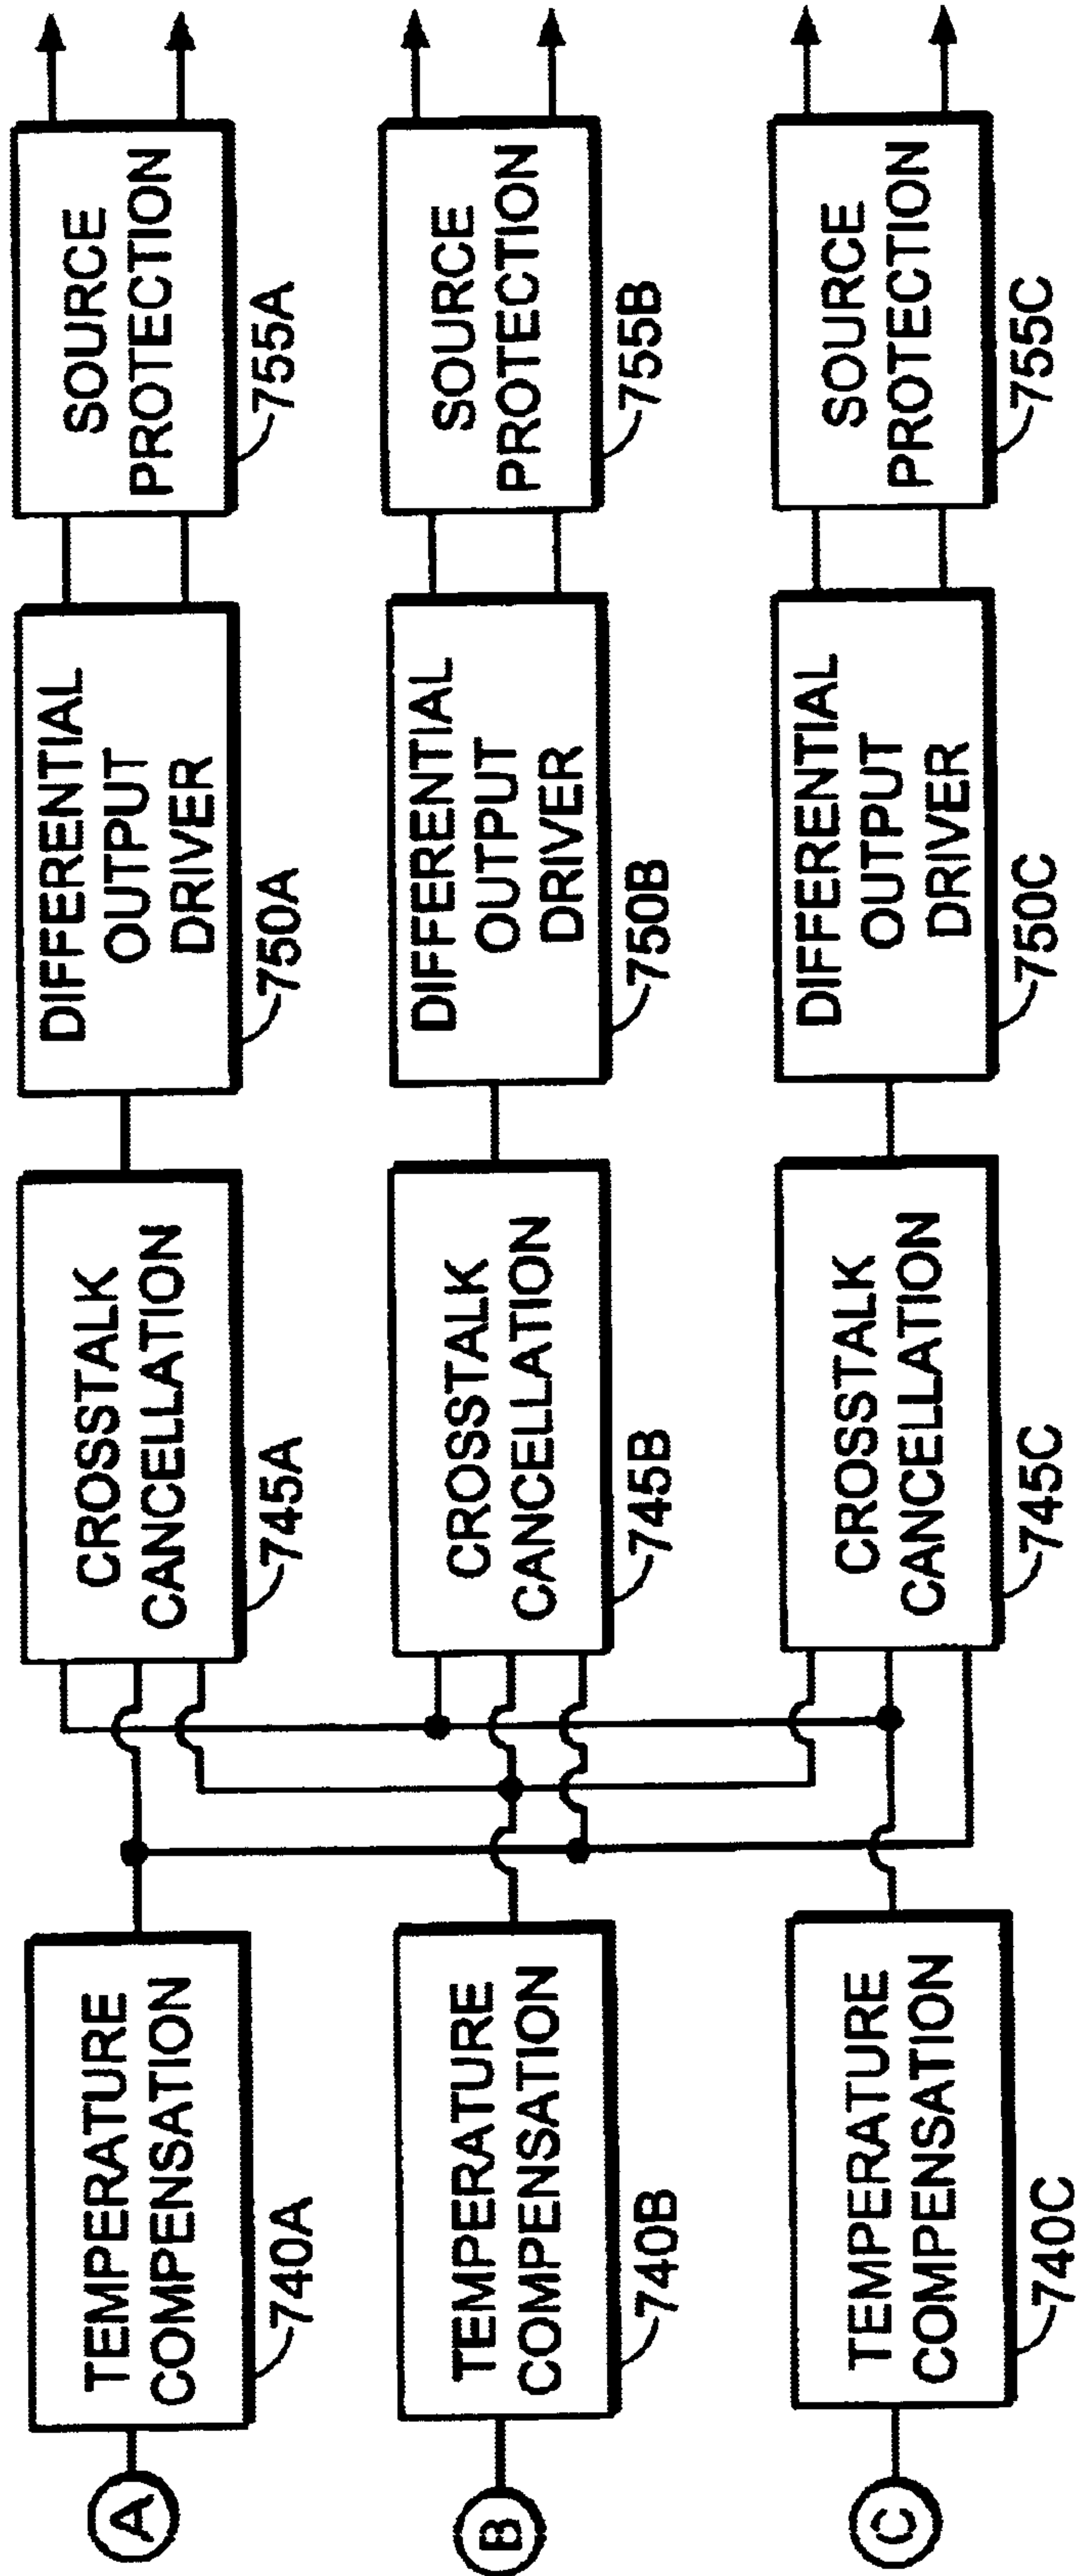 A
TEMPERATURE
COMPENSATION
740A
CROSSTALK
CANCELLATION
745A
DIFFERENTIAL
OUTPUT
DRIVER
750A
SOURCE
PROTECTION
755A
B
TEMPERATURE
COMPENSATION
740B
CROSSTALK
CANCELLATION
745B
DIFFERENTIAL
OUTPUT
DRIVER
750B
SOURCE
PROTECTION
755B
C
TEMPERATURE
COMPENSATION
740C
CROSSTALK
CANCELLATION
745C
DIFFERENTIAL
OUTPUT
DRIVER
750C
SOURCE
PROTECTION
755C